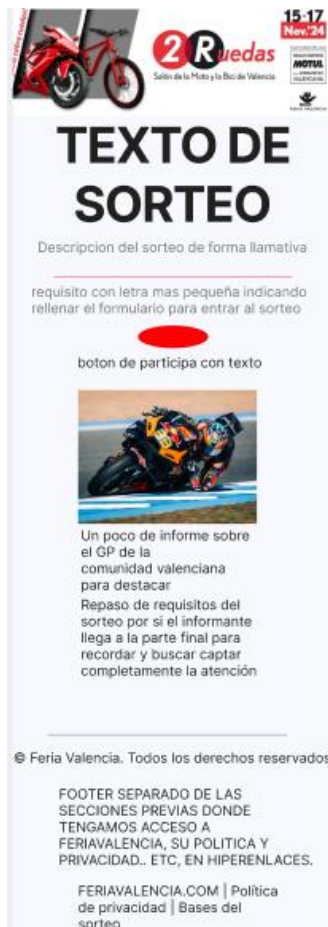 15-17
Nov.'24
2Ruedas
Salón de la Moto y la Bici de Valencia
MOTUL
TEXTO DE
SORTEO
Descripcion del sorteo de forma llamativa
requisito con letra mas pequeña indicando
rellenar el formulario para entrar al sorteo
boton de participa con texto
Un poco de informe sobre
el GP de la
comunidad valenciana
para destacar
Repaso de requisitos del
sorteo por si el informante
llega a la parte final para
recordar y buscar captar
completamente la atención
© Feria Valencia. Todos los derechos reservados
FOOTER SEPARADO DE LAS
SECCIONES PREVIAS DONDE
TENGAMOS ACCESO A
FERIAVALENCIA, SU POLITICA Y
PRIVACIDAD.. ETC, EN HIPERENLACES.
FERIAVALENCIA.COM | Política
de privacidad | Bases del
sorteo